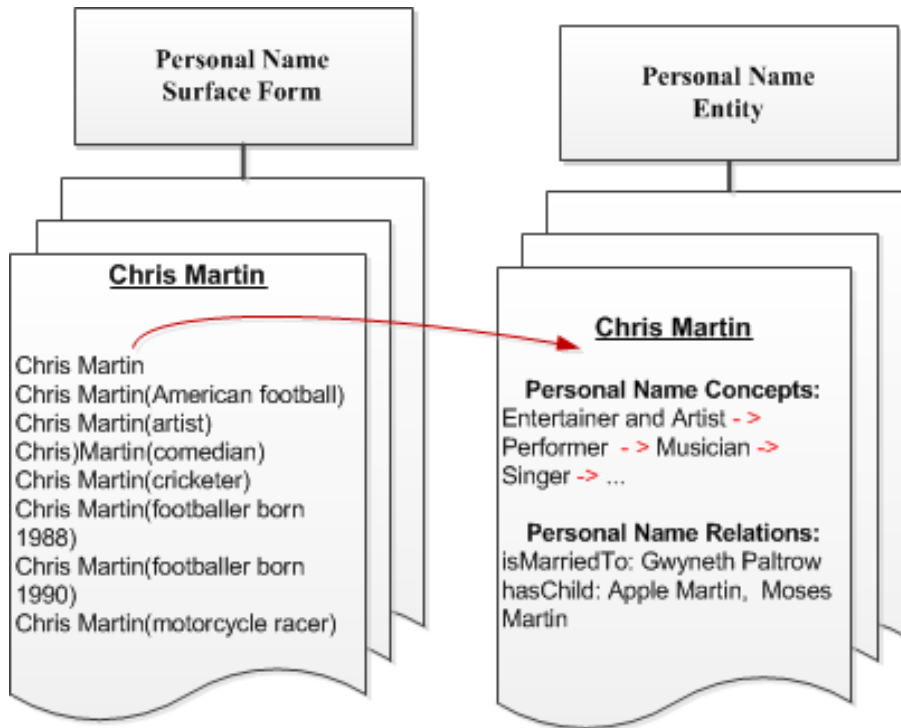 Personal Name
Surface Form
Chris Martin
Chris Martin
Chris Martin(American football)
Chris Martin(artist)
Chris)Martin(comedian)
Chris Martin(cricketer)
Chris Martin(footballer born
1988)
Chris Martin(footballer born
1990)
Chris Martin(motorcycle racer)
Personal Name
Entity
Chris Martin
Personal Name Concepts:
Entertainer and Artist - >
Performer - > Musician ->
Singer -> ...
Personal Name Relations:
isMarriedTo: Gwyneth Paltrow
hasChild: Apple Martin, Moses
Martin